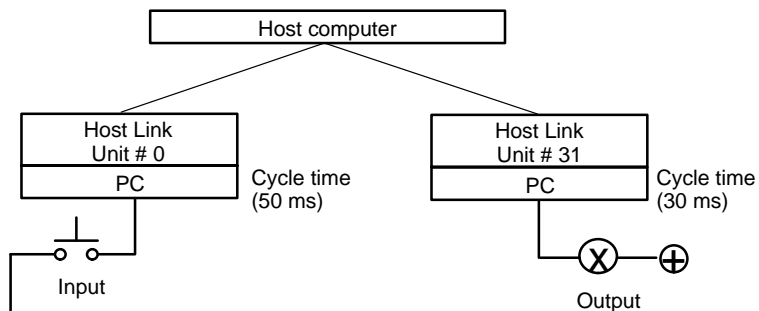 Host computer
Host Link
Unit # 0
PC
Cycle time
(50 ms)
Input
Host Link
Unit # 31
PC
Cycle time
(30 ms)
X
Output